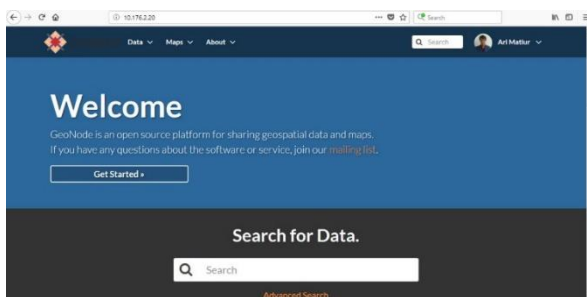 10.176.2.20
Search
Data Maps About Search Ari Matiur
Welcome
GeoNode is an open source platform for sharing geospatial data and maps.
If you have any questions about the software or service, join our mailing list.
Get Started »
Search for Data.
Search
Advanced Search